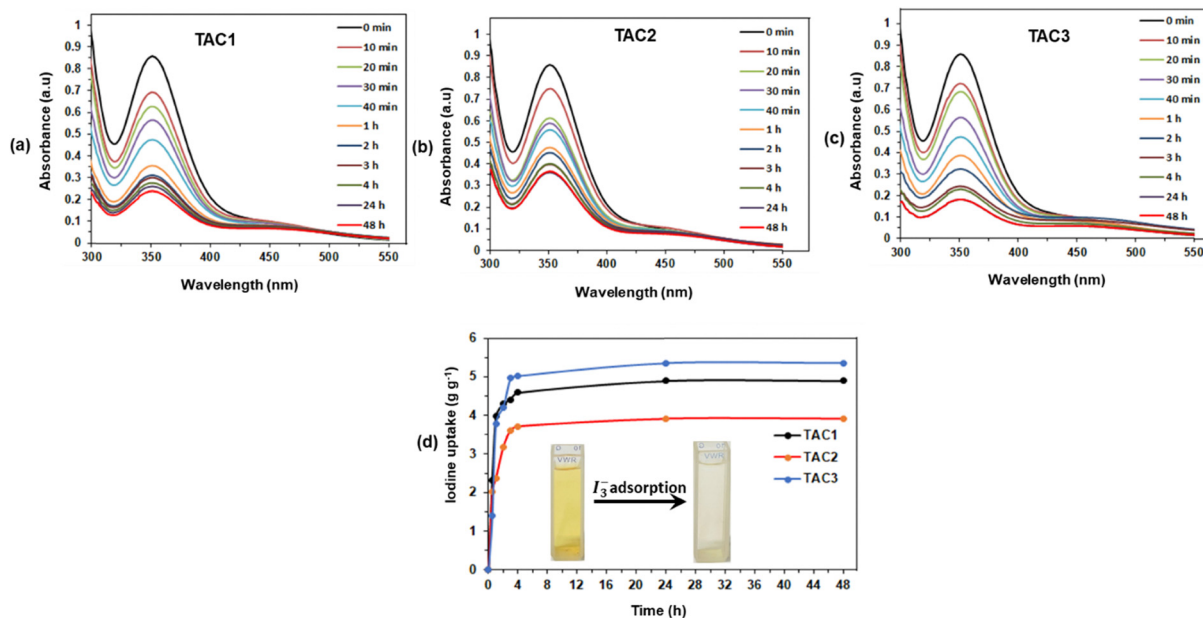 (a)
TAC1
Absorbance (a.u)
1
0.9
0.8
0.7
0.6
0.5
0.4
0.3
0.2
0.1
0
300
350
400
450
500
550
Wavelength (nm)
0 min
10 min
20 min
30 min
40 min
1 h
2 h
3 h
4 h
24 h
48 h
(b)
TAC2
Absorbance (a.u)
1
0.9
0.8
0.7
0.6
0.5
0.4
0.3
0.2
0.1
0
300
350
400
450
500
550
Wavelength (nm)
0 min
10 min
20 min
30 min
40 min
1 h
2 h
3 h
4 h
24 h
48 h
(c)
TAC3
Absorbance (a.u)
1
0.9
0.8
0.7
0.6
0.5
0.4
0.3
0.2
0.1
0
300
350
400
450
500
550
Wavelength (nm)
0 min
10 min
20 min
30 min
40 min
1 h
2 h
3 h
4 h
24 h
48 h
(d)
Iodine uptake (g g⁻¹)
6
5
4
3
2
1
0
0
4
8
12
16
20
24
28
32
36
40
44
48
Time (h)
VWR
I₃⁻ adsorption
VWR
TAC1
TAC2
TAC3